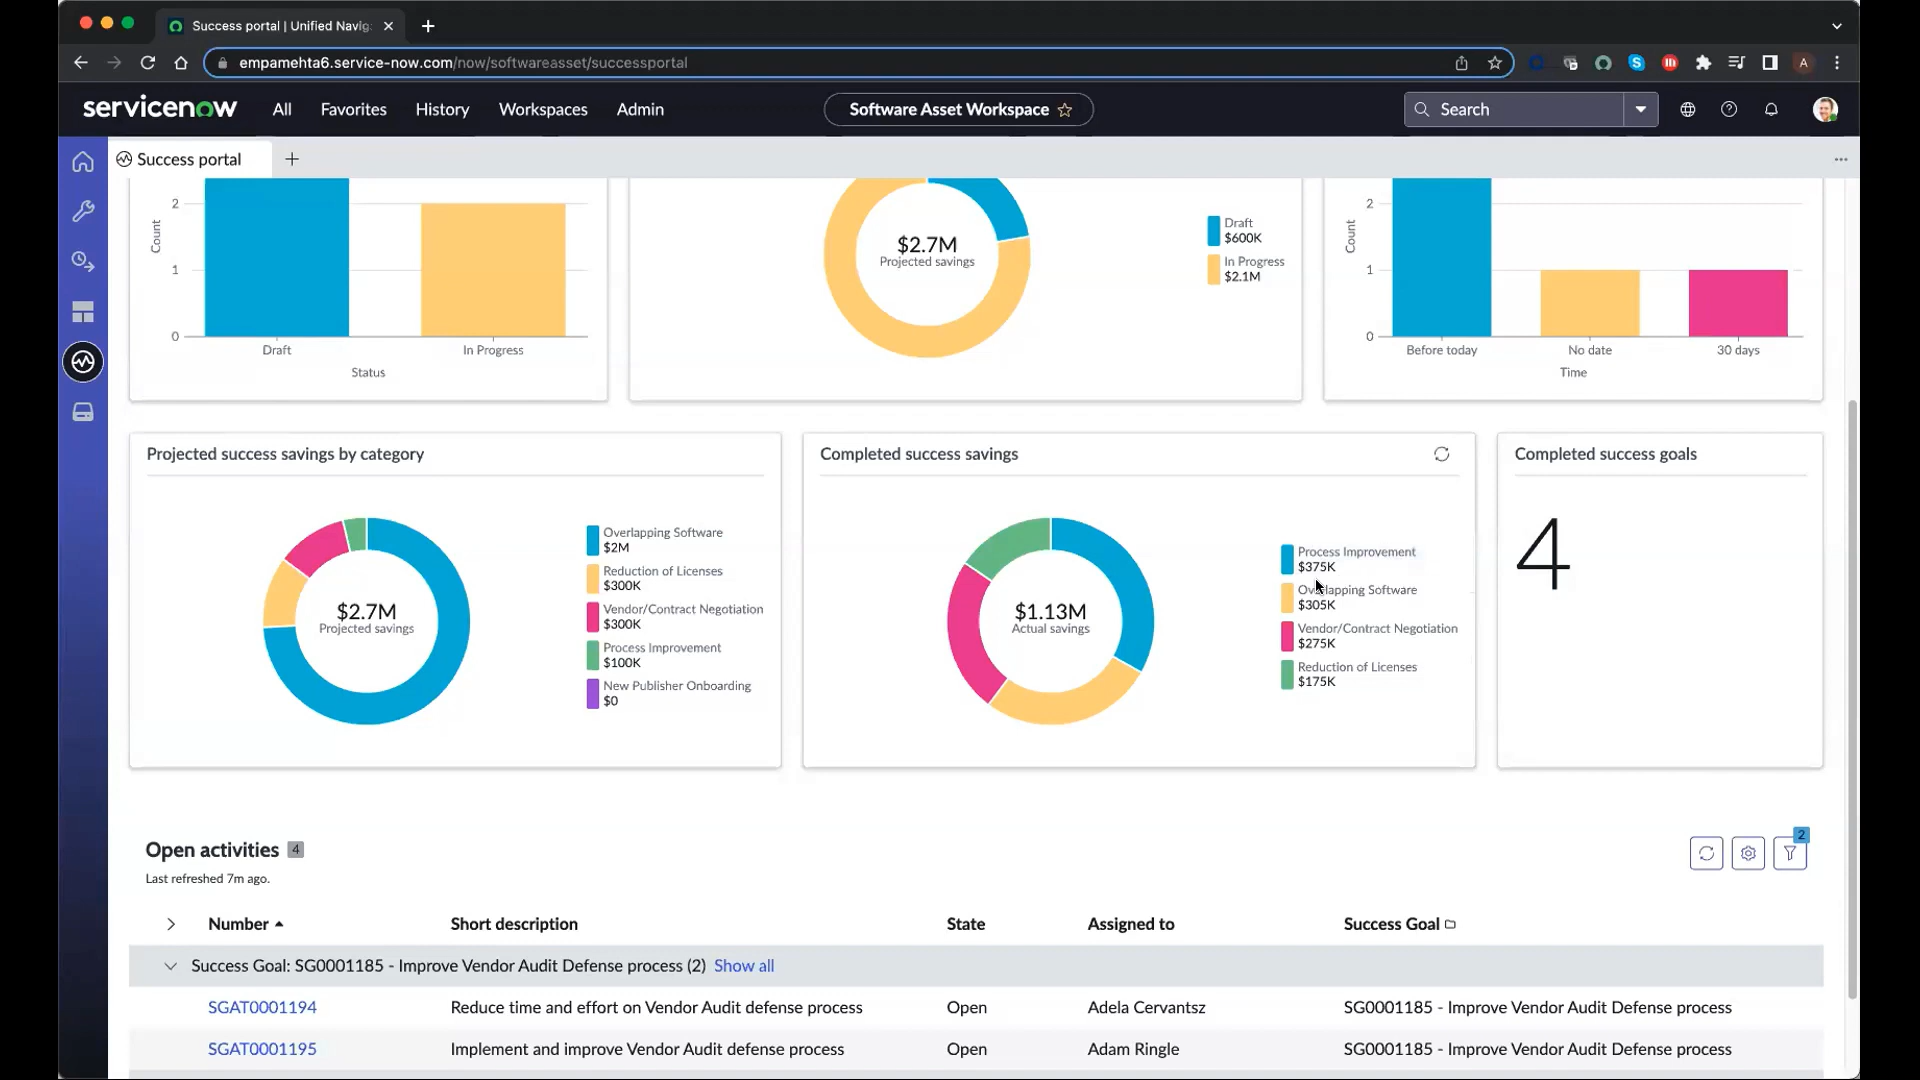 Success portal | Unified Navig
empamehta6.service-now.com/now/softwareasset/successportal
A
servicenow
All Favorites History Workspaces Admin
Software Asset Workspace
Search
Success portal
2
1
0
Count
Draft In Progress
Status
$2.7M
Projected savings
Draft
$600K
In Progress
$2.1M
2
1
0
Count
Before today No date 30 days
Time
Projected success savings by category
$2.7M
Projected savings
Overlapping Software
$2M
Reduction of Licenses
$300K
Vendor/Contract Negotiation
$300K
Process Improvement
$100K
New Publisher Onboarding
$0
Completed success savings
$1.13M
Actual savings
Process Improvement
$375K
Overlapping Software
$305K
Vendor/Contract Negotiation
$275K
Reduction of Licenses
$175K
Completed success goals
4
Open activities 4
Last refreshed 7m ago.
2
Number Short description State Assigned to Success Goal
Success Goal: SG0001185 - Improve Vendor Audit Defense process (2) Show all
SGAT0001194 Reduce time and effort on Vendor Audit defense process Open Adela Cervantsz SG0001185 - Improve Vendor Audit Defense process
SGAT0001195 Implement and improve Vendor Audit defense process Open Adam Ringle SG0001185 - Improve Vendor Audit Defense process